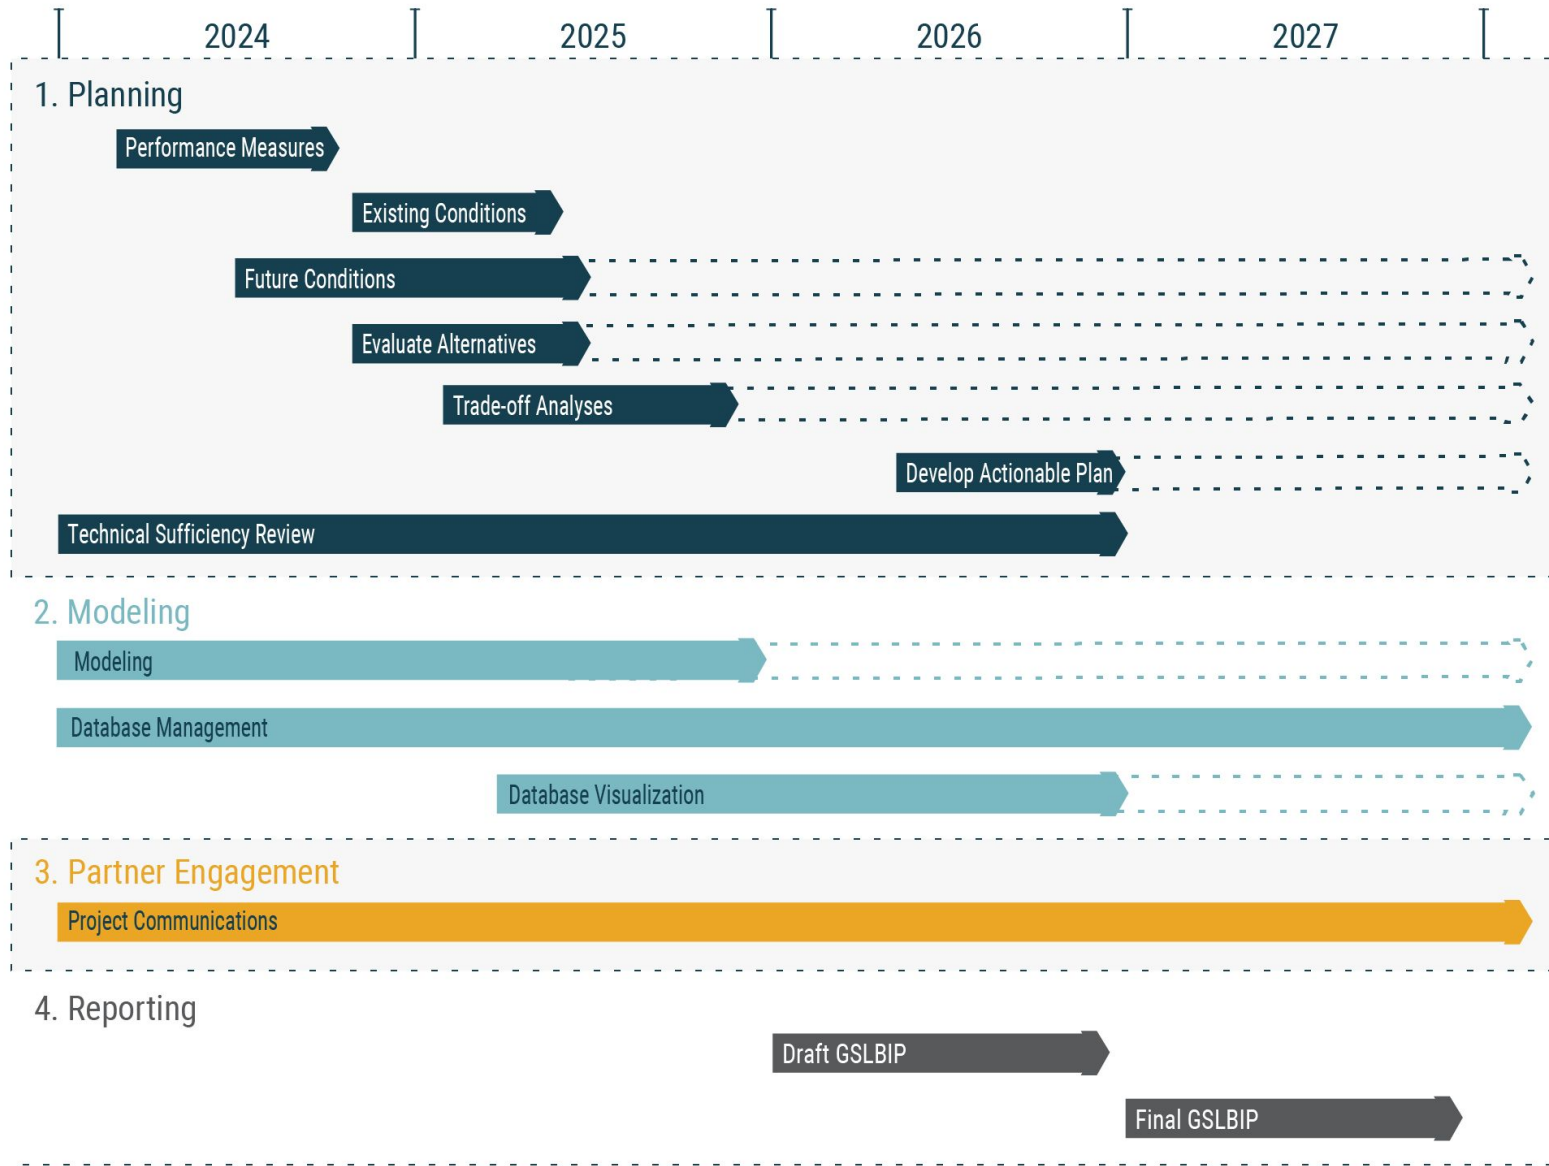 2024 2025 2026 2027
1. Planning
Performance Measures
Existing Conditions
Future Conditions
Evaluate Alternatives
Trade-off Analyses
Develop Actionable Plan
Technical Sufficiency Review
2. Modeling
Modeling
Database Management
Database Visualization
3. Partner Engagement
Project Communications
4. Reporting
Draft GSLBIP
Final GSLBIP